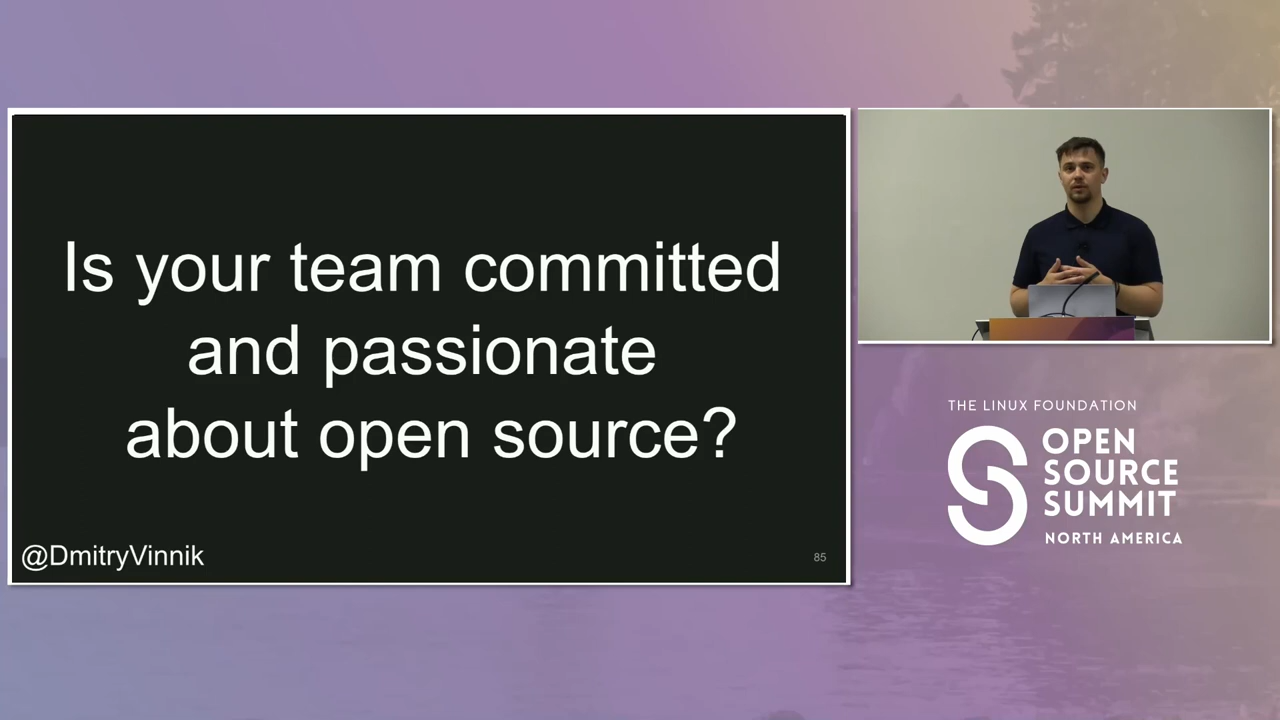 Is your team committed
and passionate
about open source?
@DmitryVinnik
85
THE LINUX FOUNDATION
OPEN
SOURCE
SUMMIT
NORTH AMERICA